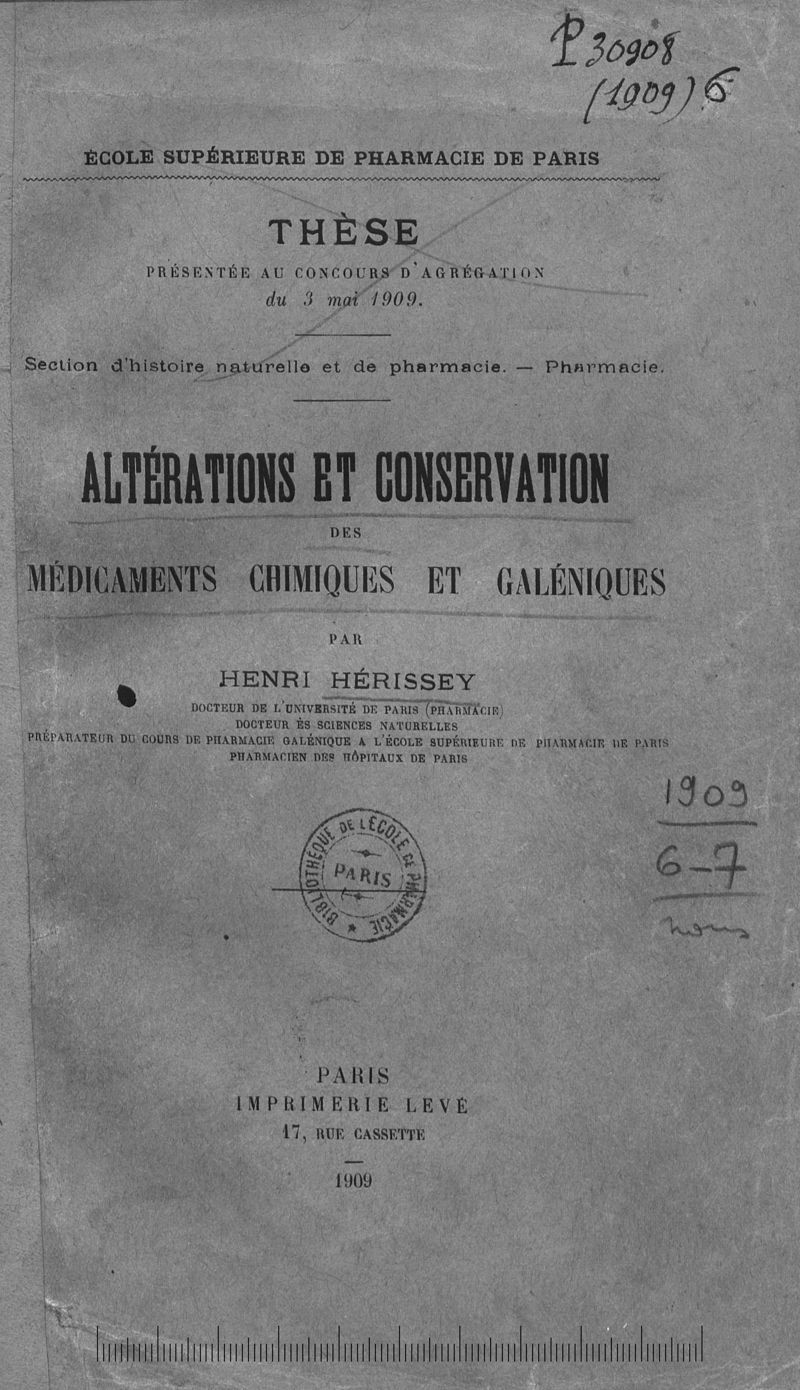 P 30908
(1909) 6
ÉCOLE SUPÉRIEURE DE PHARMACIE DE PARIS
THÈSE
PRÉSENTÉE AU CONCOURS D'AGRÉGATION
du 3 mai 1909.
Section d'histoire naturelle et de pharmacie. — Pharmacie.
ALTÉRATIONS ET CONSERVATION
DES
MÉDICAMENTS CHIMIQUES ET GALÉNIQUES
PAR
HENRI HÉRISSEY
DOCTEUR DE L'UNIVERSITÉ DE PARIS (PHARMACIE)
DOCTEUR ÈS SCIENCES NATURELLES
PRÉPARATEUR DU COURS DE PHARMACIE GALÉNIQUE A L'ÉCOLE SUPÉRIEURE DE PHARMACIE DE PARIS
PHARMACIEN DES HÔPITAUX DE PARIS
1909
6-7
BIBLIOTHÈQUE DE L'ÉCOLE DE PHARMACIE
PARIS
PARIS
IMPRIMERIE LEVÉ
17, RUE CASSETTE
1909